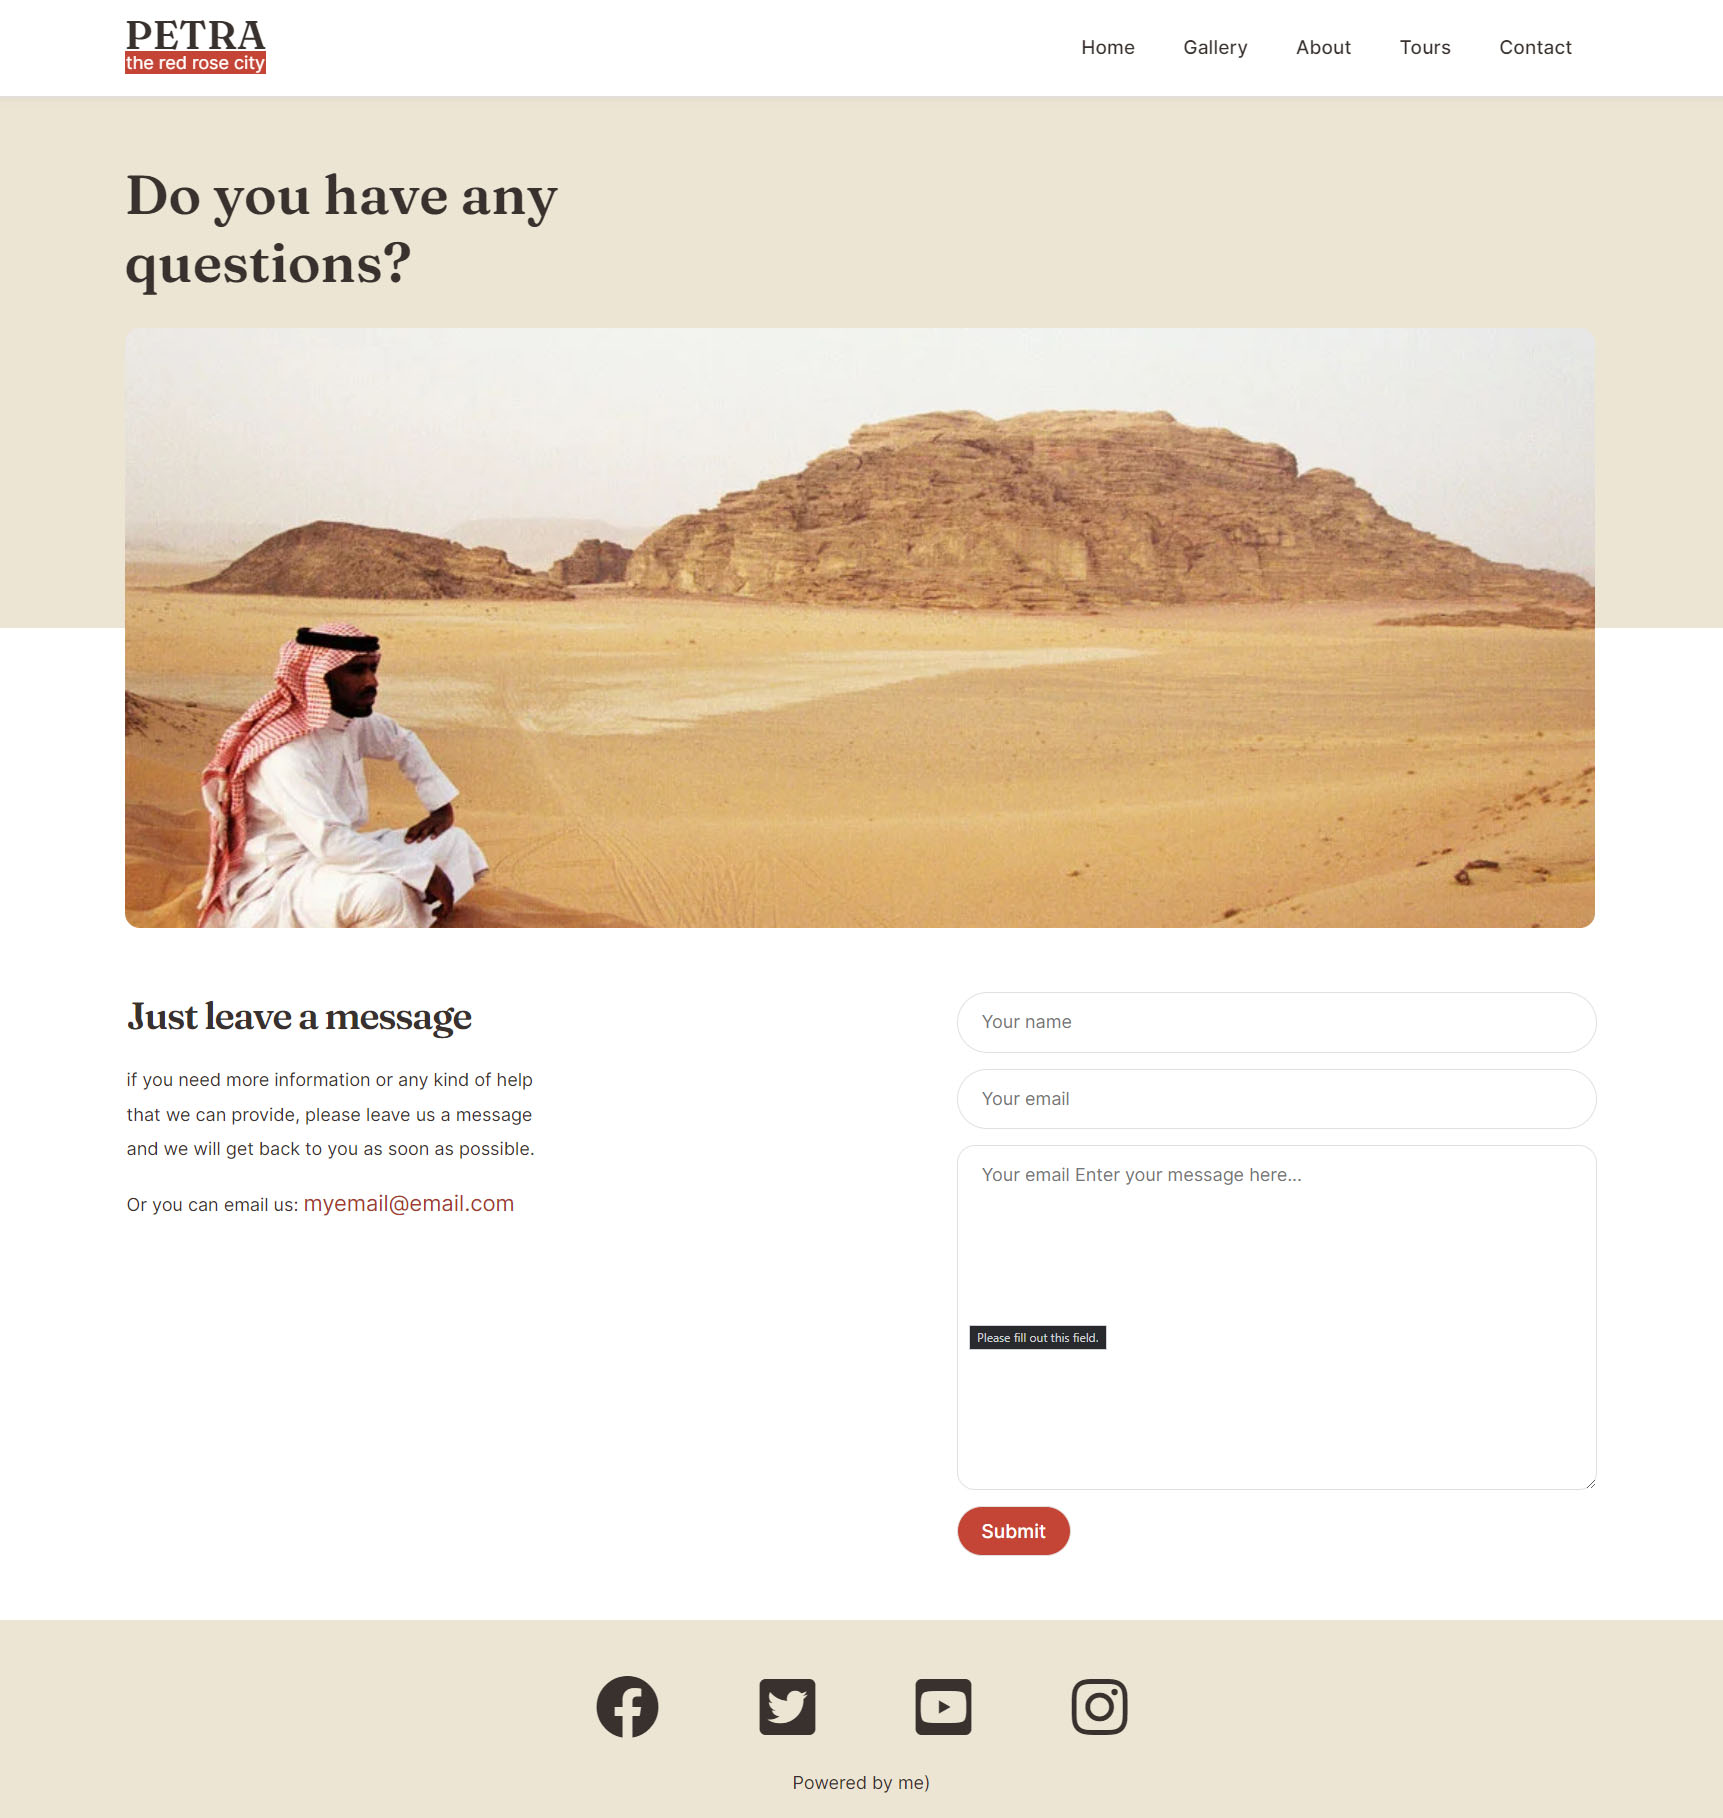 PETRA
the red rose city
Home Gallery About Tours Contact
Do you have any
questions?
Just leave a message
if you need more information or any kind of help
that we can provide, please leave us a message
and we will get back to you as soon as possible.
Or you can email us: myemail@email.com
Your name
Your email
Your email Enter your message here...
Please fill out this field.
Submit
Powered by me)